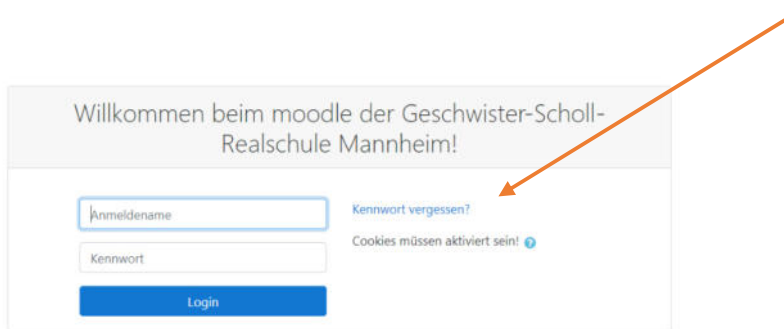 Willkommen beim moodle der Geschwister-Scholl-
Realschule Mannheim!
Anmeldename
Kennwort
Login
Kennwort vergessen?
Cookies müssen aktiviert sein!